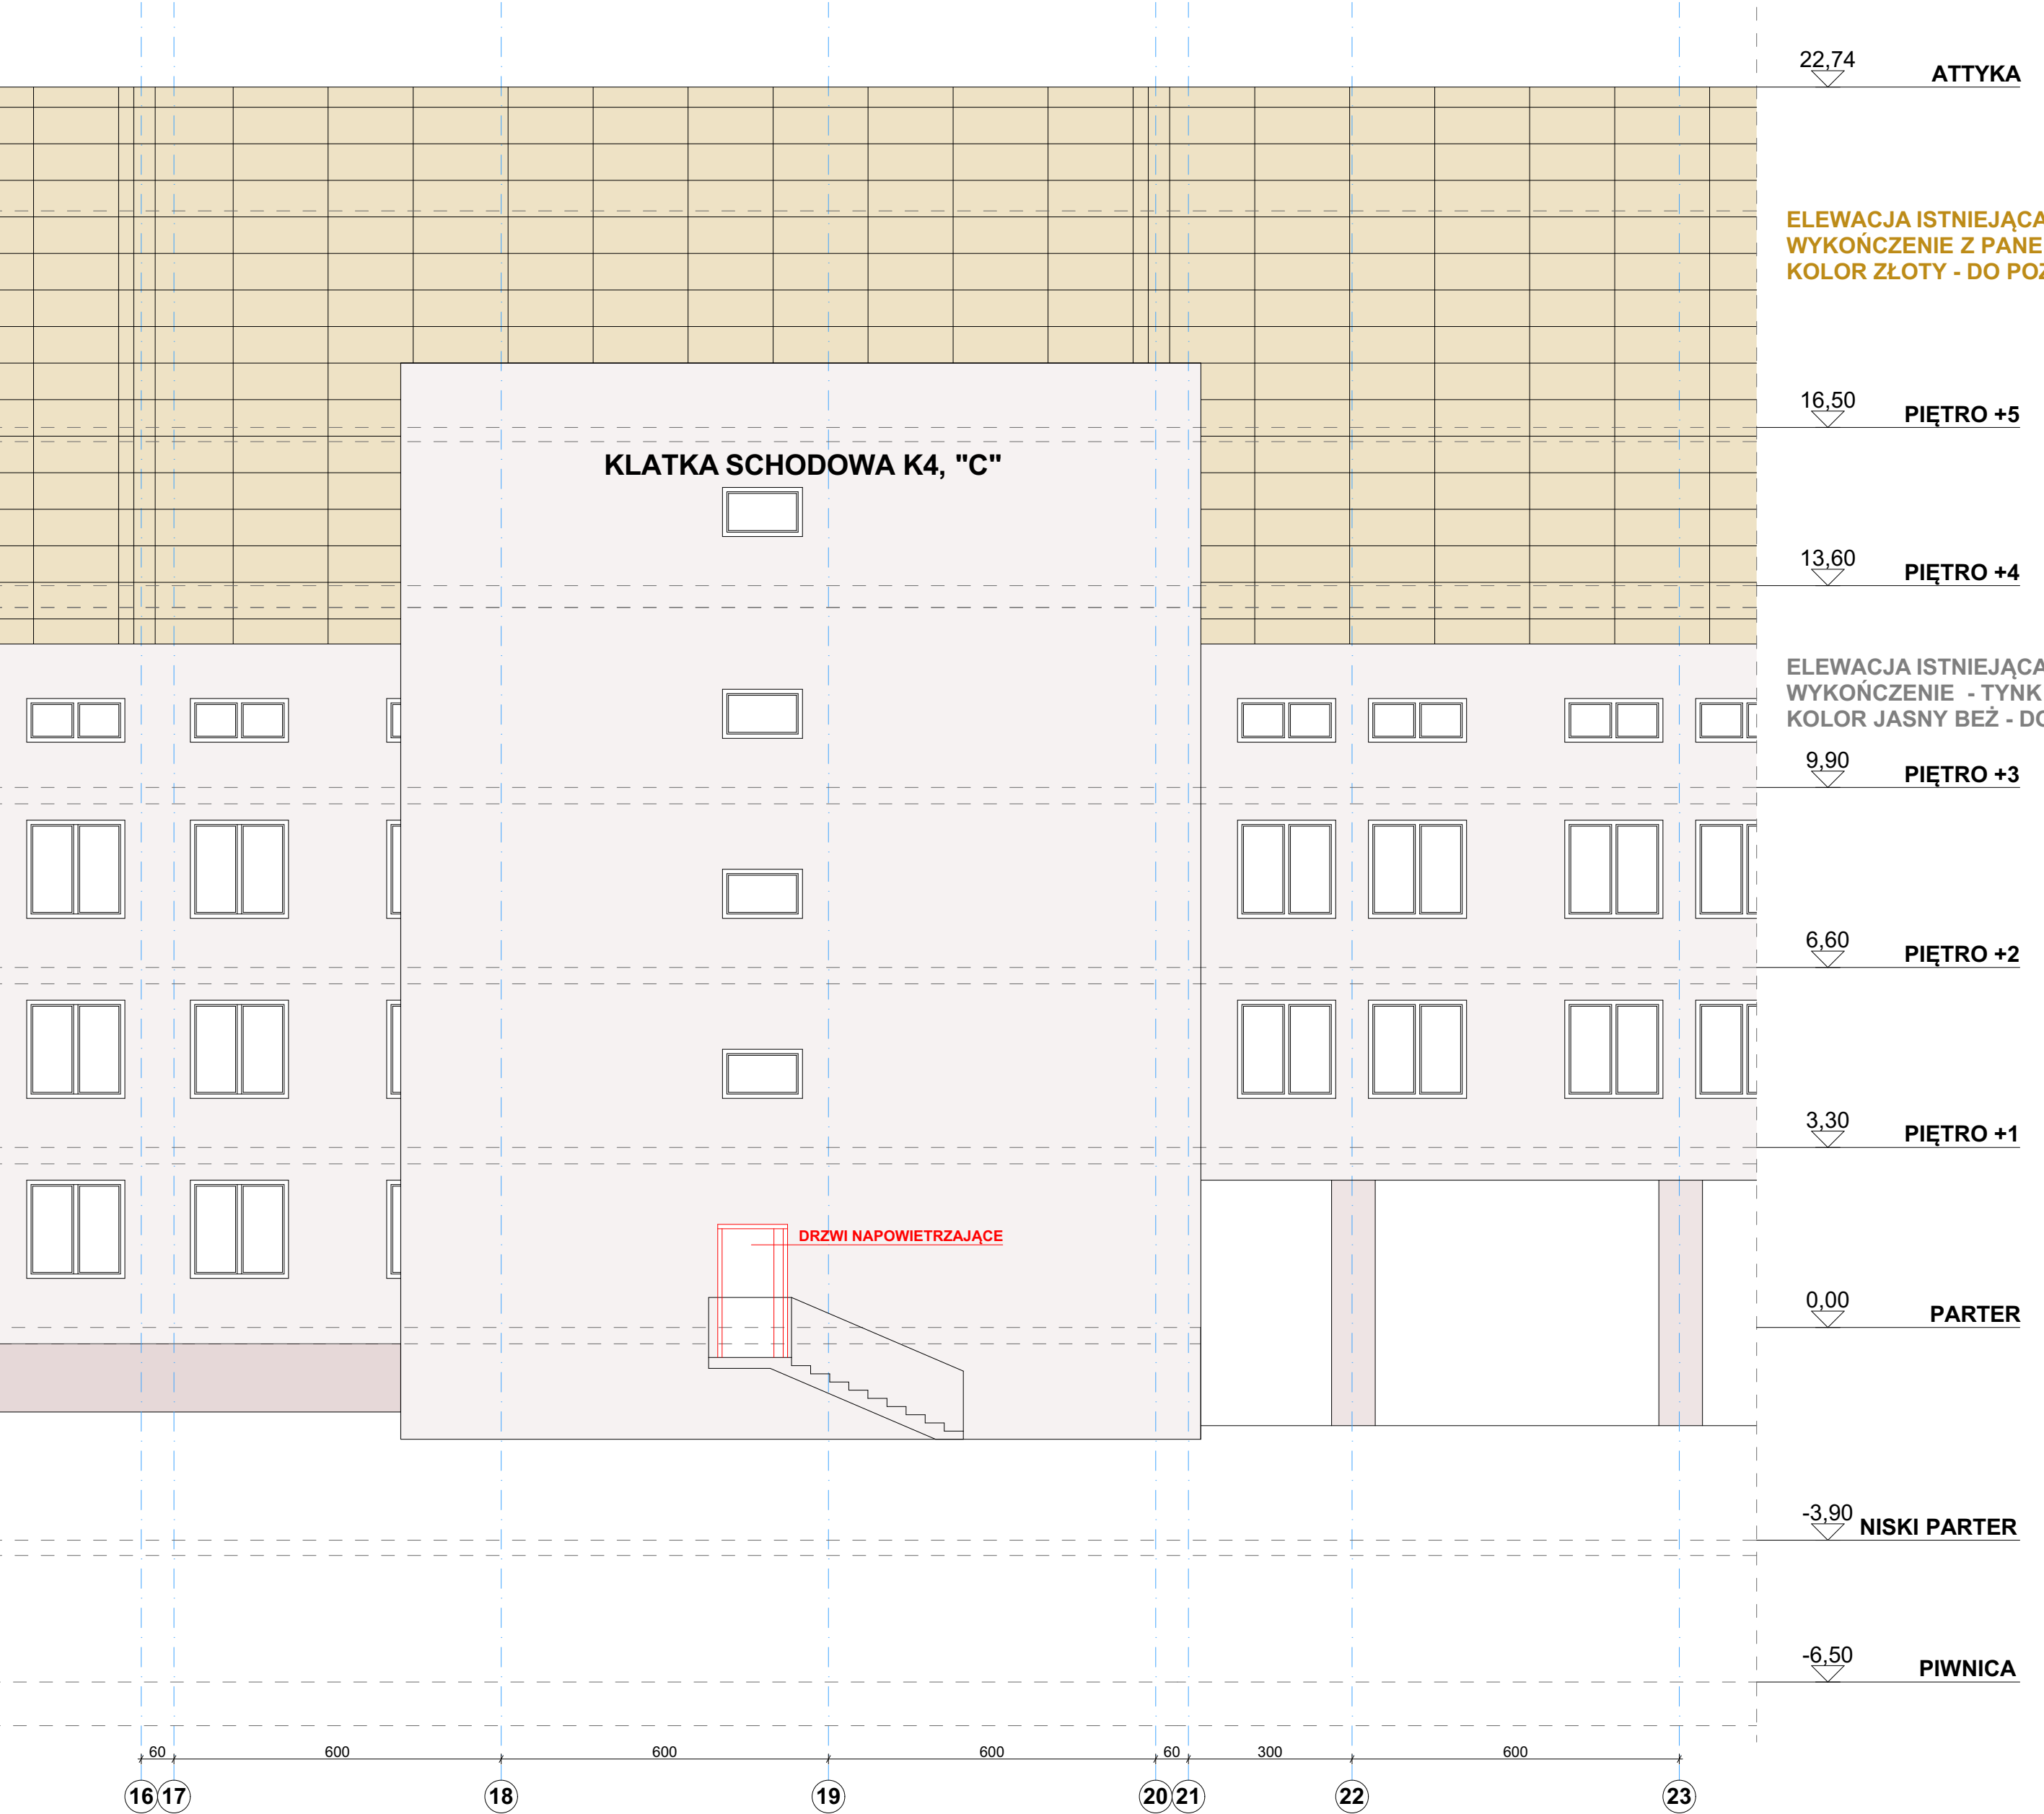 22,74
ATTYKA
ELEWACJA ISTNIEJĄCA
WYKOŃCZENIE Z PANE
KOLOR ZŁOTY - DO POZ
16,50
PIĘTRO +5
KLATKA SCHODOWA K4, "C"
13,60
PIĘTRO +4
ELEWACJA ISTNIEJĄCA
WYKOŃCZENIE - TYNK
KOLOR JASNY BEŻ - DO
9,90
PIĘTRO +3
6,60
PIĘTRO +2
3,30
PIĘTRO +1
DRZWI NAPOWIETRZAJĄCE
0,00
PARTER
-3,90
NISKI PARTER
-6,50
PIWNICA
60 600 600 600 60 300 600
16 17 18 19 20 21 22 23